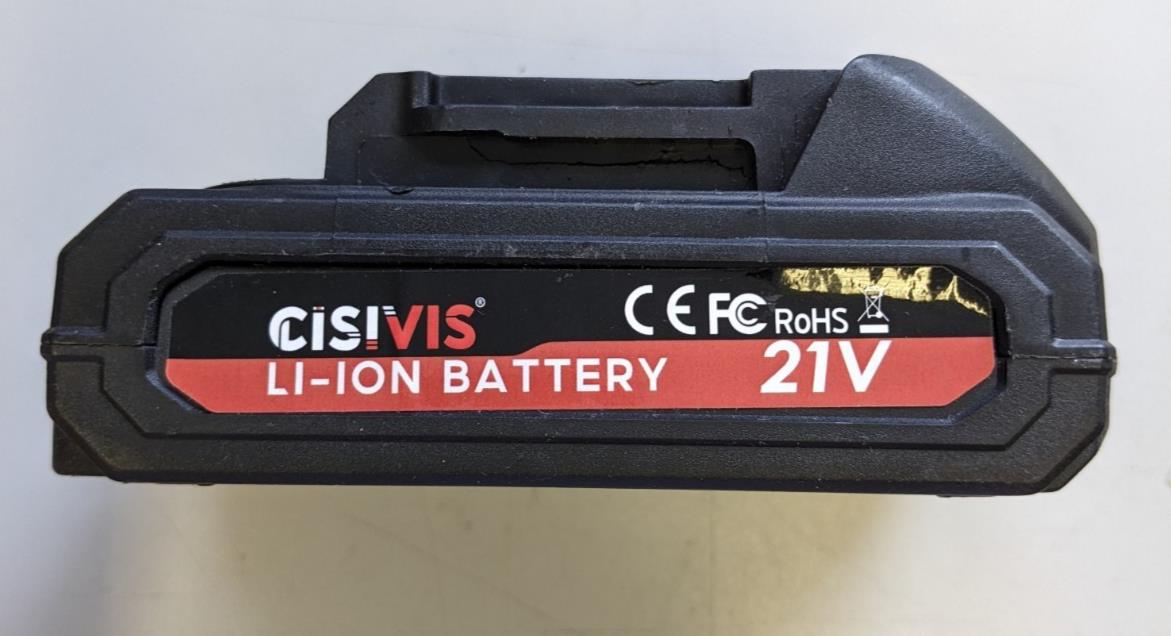 CISIVIS® CE FC RoHS
LI-ION BATTERY 21V